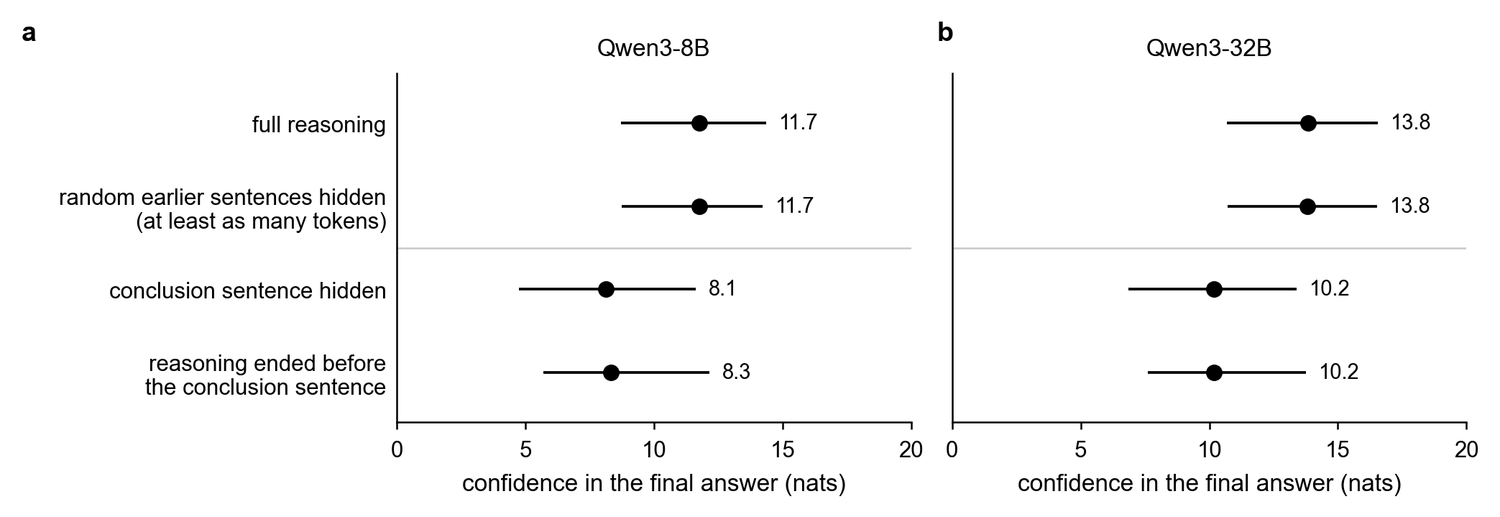 a
Qwen3-8B
full reasoning
11.7
random earlier sentences hidden
(at least as many tokens)
11.7
conclusion sentence hidden
8.1
reasoning ended before
the conclusion sentence
8.3
0 5 10 15 20
confidence in the final answer (nats)
b
Qwen3-32B
13.8
13.8
10.2
10.2
0 5 10 15 20
confidence in the final answer (nats)